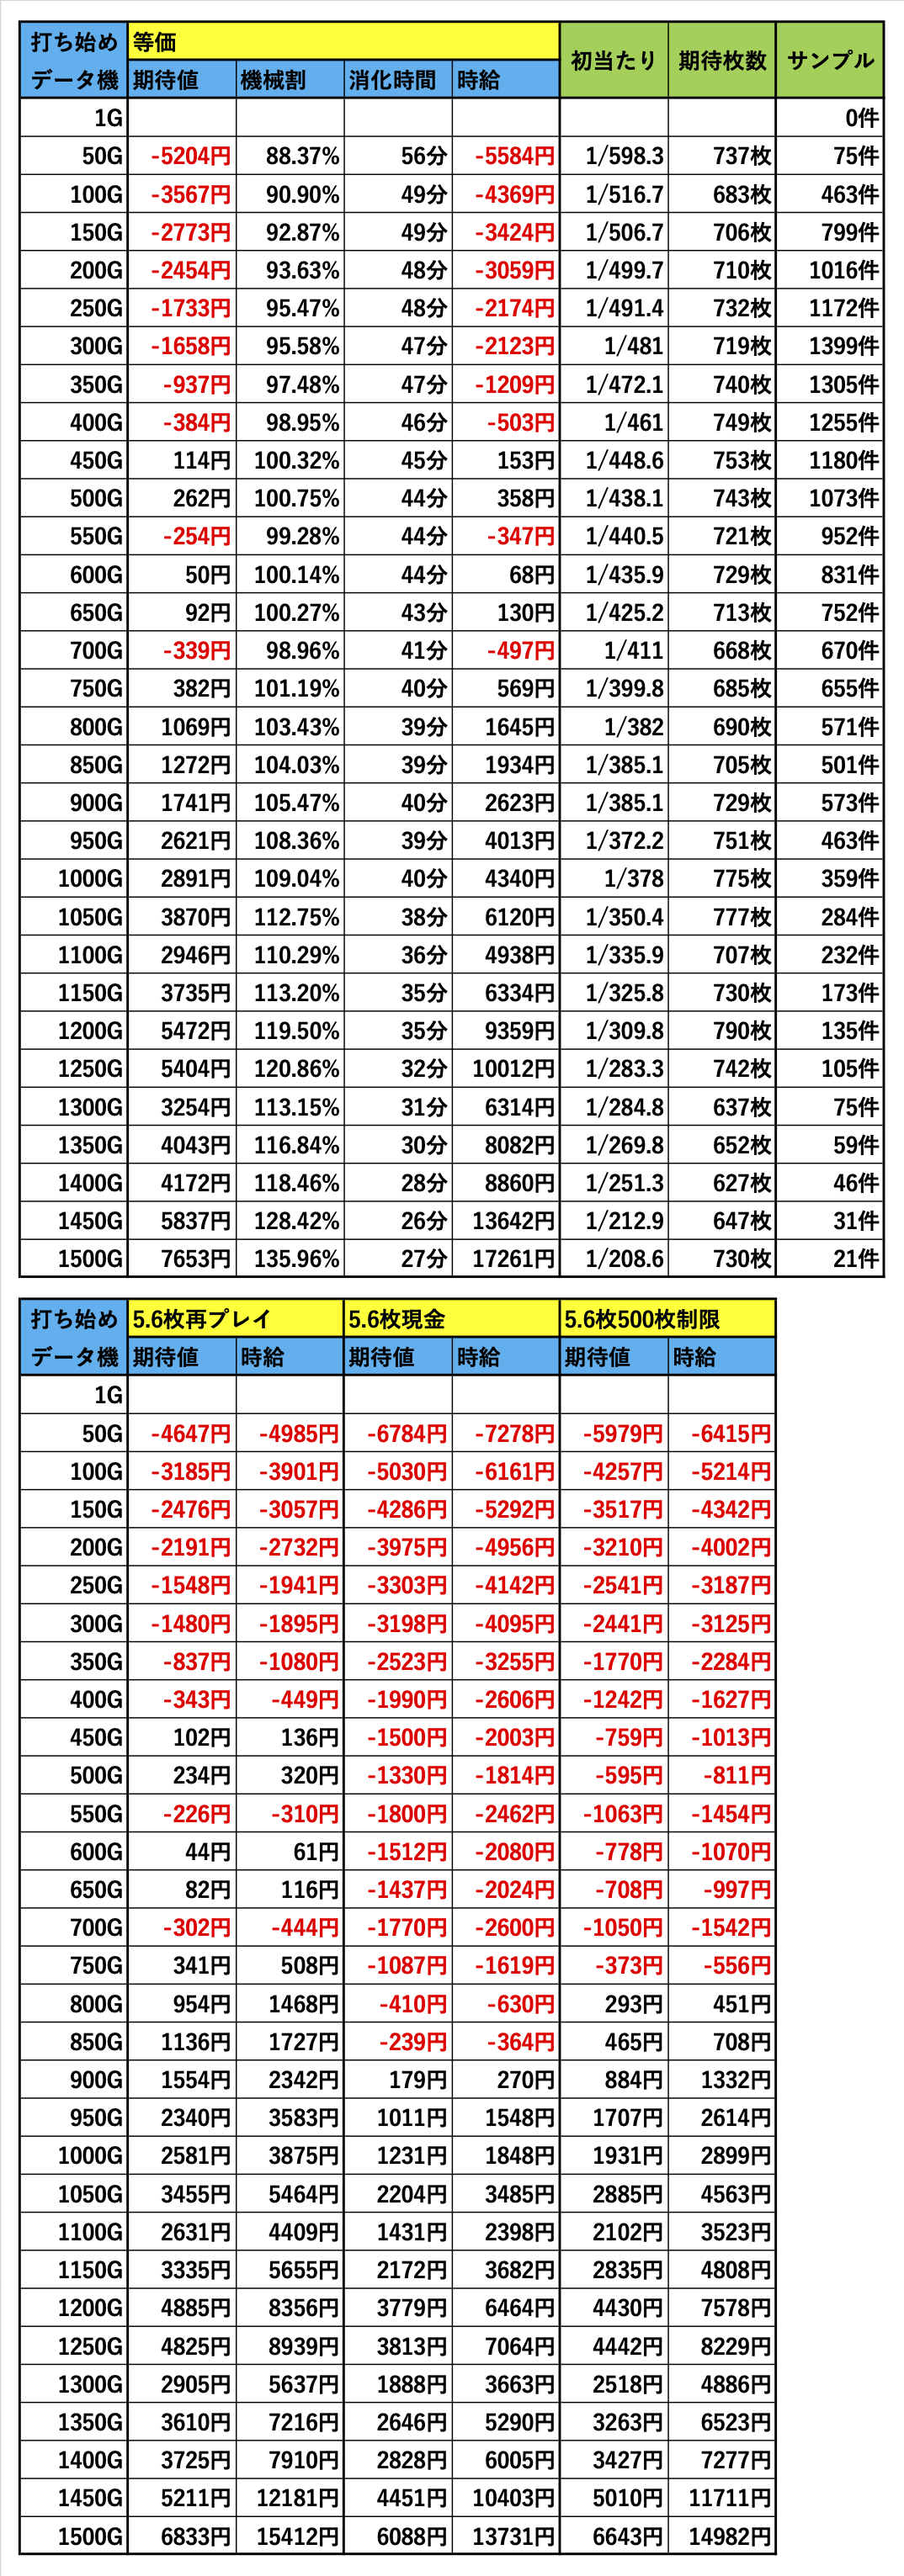 打ち始め 等価 初当たり 期待枚数 サンプル
データ機 期待値 機械割 消化時間 時給
1G 0件
50G -5204円 88.37% 56分 -5584円 1/598.3 737枚 75件
100G -3567円 90.90% 49分 -4369円 1/516.7 683枚 463件
150G -2773円 92.87% 49分 -3424円 1/506.7 706枚 799件
200G -2454円 93.63% 48分 -3059円 1/499.7 710枚 1016件
250G -1733円 95.47% 48分 -2174円 1/491.4 732枚 1172件
300G -1658円 95.58% 47分 -2123円 1/481 719枚 1399件
350G -937円 97.48% 47分 -1209円 1/472.1 740枚 1305件
400G -384円 98.95% 46分 -503円 1/461 749枚 1255件
450G 114円 100.32% 45分 153円 1/448.6 753枚 1180件
500G 262円 100.75% 44分 358円 1/438.1 743枚 1073件
550G -254円 99.28% 44分 -347円 1/440.5 721枚 952件
600G 50円 100.14% 44分 68円 1/435.9 729枚 831件
650G 92円 100.27% 43分 130円 1/425.2 713枚 752件
700G -339円 98.96% 41分 -497円 1/411 668枚 670件
750G 382円 101.19% 40分 569円 1/399.8 685枚 655件
800G 1069円 103.43% 39分 1645円 1/382 690枚 571件
850G 1272円 104.03% 39分 1934円 1/385.1 705枚 501件
900G 1741円 105.47% 40分 2623円 1/385.1 729枚 573件
950G 2621円 108.36% 39分 4013円 1/372.2 751枚 463件
1000G 2891円 109.04% 40分 4340円 1/378 775枚 359件
1050G 3870円 112.75% 38分 6120円 1/350.4 777枚 284件
1100G 2946円 110.29% 36分 4938円 1/335.9 707枚 232件
1150G 3735円 113.20% 35分 6334円 1/325.8 730枚 173件
1200G 5472円 119.50% 35分 9359円 1/309.8 790枚 135件
1250G 5404円 120.86% 32分 10012円 1/283.3 742枚 105件
1300G 3254円 113.15% 31分 6314円 1/284.8 637枚 75件
1350G 4043円 116.84% 30分 8082円 1/269.8 652枚 59件
1400G 4172円 118.46% 28分 8860円 1/251.3 627枚 46件
1450G 5837円 128.42% 26分 13642円 1/212.9 647枚 31件
1500G 7653円 135.96% 27分 17261円 1/208.6 730枚 21件
打ち始め 5.6枚再プレイ 5.6枚現金 5.6枚500枚制限
データ機 期待値 時給 期待値 時給 期待値 時給
1G
50G -4647円 -4985円 -6784円 -7278円 -5979円 -6415円
100G -3185円 -3901円 -5030円 -6161円 -4257円 -5214円
150G -2476円 -3057円 -4286円 -5292円 -3517円 -4342円
200G -2191円 -2732円 -3975円 -4956円 -3210円 -4002円
250G -1548円 -1941円 -3303円 -4142円 -2541円 -3187円
300G -1480円 -1895円 -3198円 -4095円 -2441円 -3125円
350G -837円 -1080円 -2523円 -3255円 -1770円 -2284円
400G -343円 -449円 -1990円 -2606円 -1242円 -1627円
450G 102円 136円 -1500円 -2003円 -759円 -1013円
500G 234円 320円 -1330円 -1814円 -595円 -811円
550G -226円 -310円 -1800円 -2462円 -1063円 -1454円
600G 44円 61円 -1512円 -2080円 -778円 -1070円
650G 82円 116円 -1437円 -2024円 -708円 -997円
700G -302円 -444円 -1770円 -2600円 -1050円 -1542円
750G 341円 508円 -1087円 -1619円 -373円 -556円
800G 954円 1468円 -410円 -630円 293円 451円
850G 1136円 1727円 -239円 -364円 465円 708円
900G 1554円 2342円 179円 270円 884円 1332円
950G 2340円 3583円 1011円 1548円 1707円 2614円
1000G 2581円 3875円 1231円 1848円 1931円 2899円
1050G 3455円 5464円 2204円 3485円 2885円 4563円
1100G 2631円 4409円 1431円 2398円 2102円 3523円
1150G 3335円 5655円 2172円 3682円 2835円 4808円
1200G 4885円 8356円 3779円 6464円 4430円 7578円
1250G 4825円 8939円 3813円 7064円 4442円 8229円
1300G 2905円 5637円 1888円 3663円 2518円 4886円
1350G 3610円 7216円 2646円 5290円 3263円 6523円
1400G 3725円 7910円 2828円 6005円 3427円 7277円
1450G 5211円 12181円 4451円 10403円 5010円 11711円
1500G 6833円 15412円 6088円 13731円 6643円 14982円